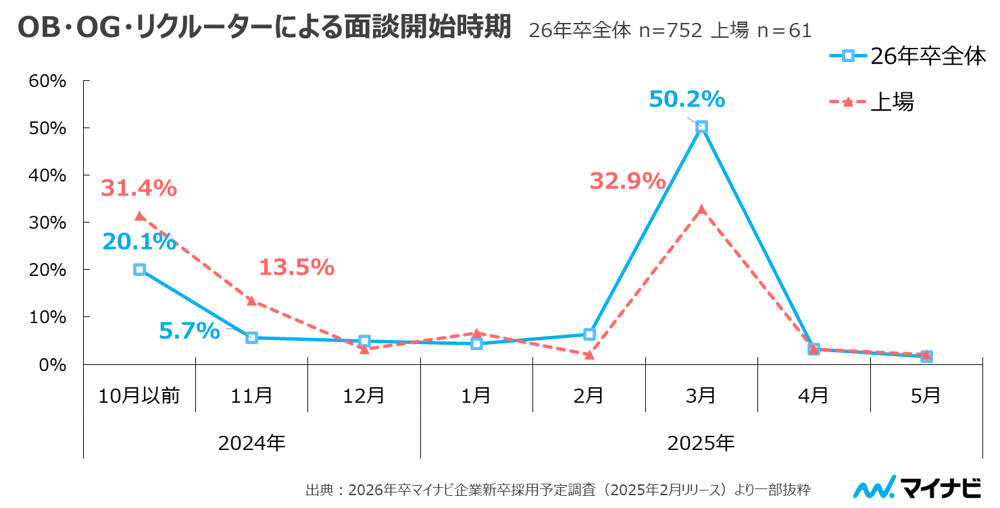 OB・OG・リクルーターによる面談開始時期 26年卒全体 n=752 上場 n=61
26年卒全体
上場
60%
50%
40%
30%
20%
10%
0%
31.4%
20.1%
13.5%
5.7%
50.2%
32.9%
10月以前 11月 12月 1月 2月 3月 4月 5月
2024年 2025年
出典：2026年卒マイナビ企業新卒採用予定調査（2025年2月リリース）より一部抜粋
マイナビ